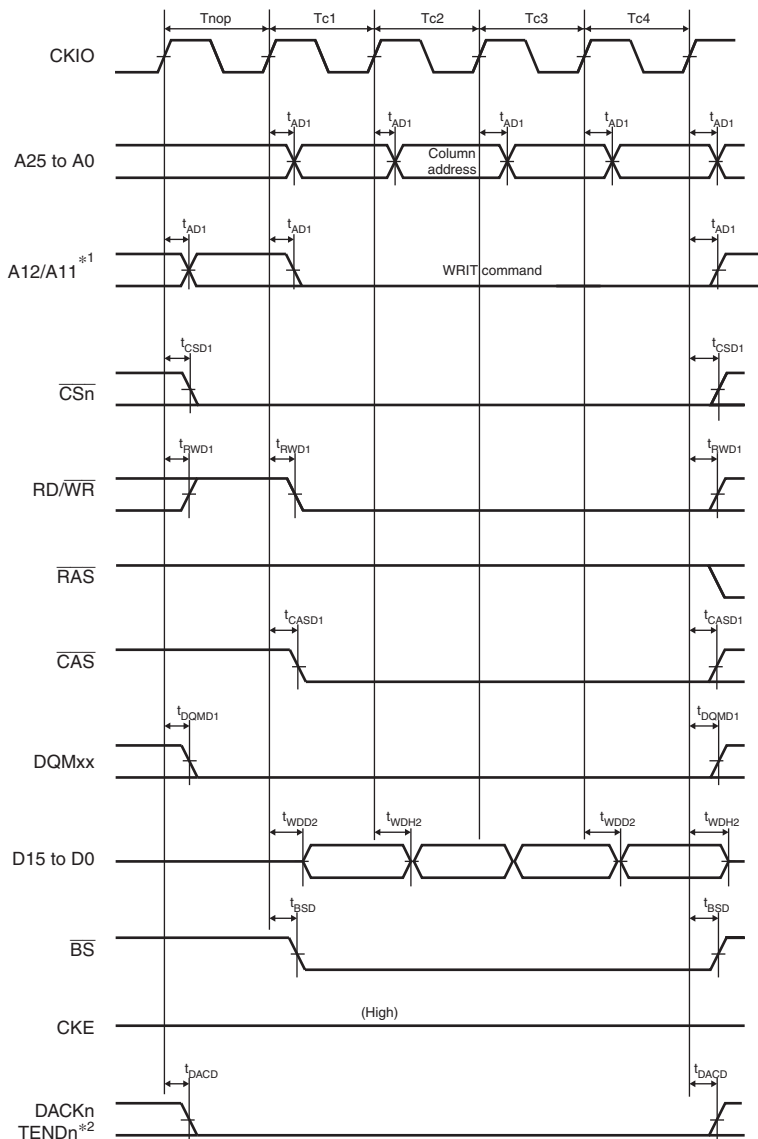 Tnop Tc1 Tc2 Tc3 Tc4
CKIO
tAD1 tAD1 tAD1 tAD1 tAD1
A25 to A0
Column
address
tAD1 tAD1 tAD1
A12/A11*1
WRIT command
tCSD1 tCSD1
CSn
tRWD1 tRWD1 tRWD1
RD/WR
RAS
tCASD1 tCASD1
CAS
tDQMD1 tDQMD1
DQMxx
tWDD2 tWDH2 tWDD2 tWDH2
D15 to D0
tBSD tBSD
BS
(High)
CKE
tDACD tDACD
DACKn
TENDn*2